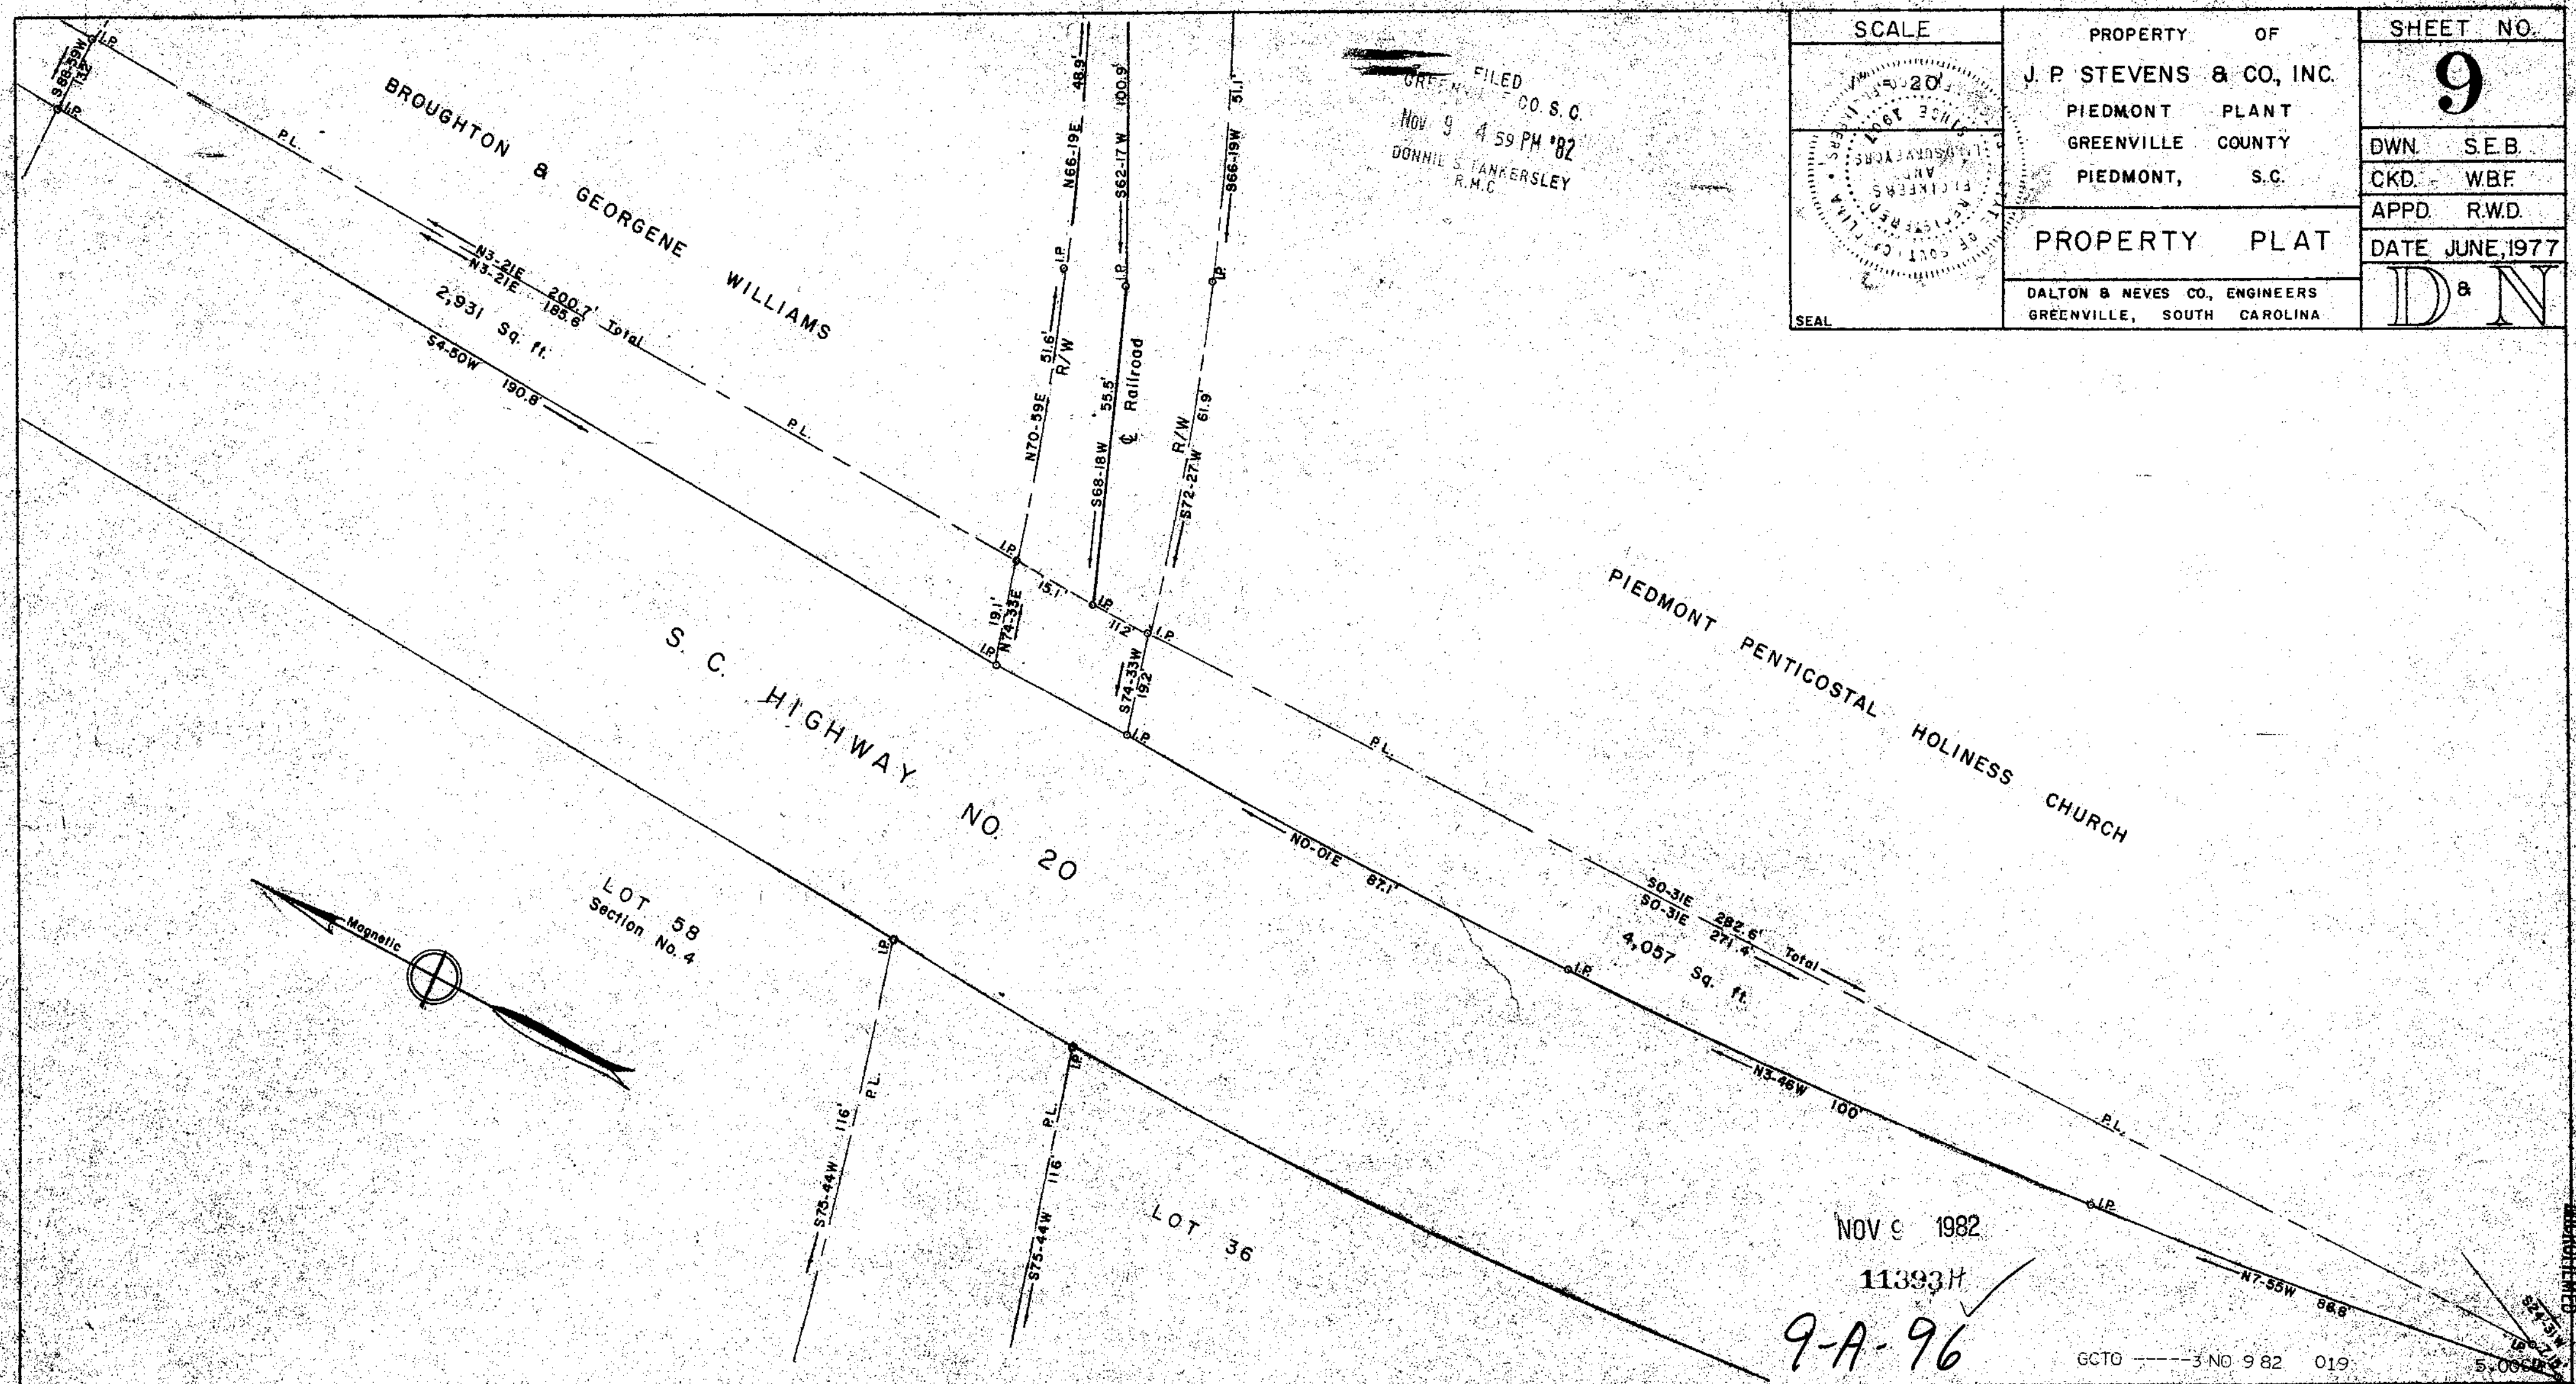 SCALE
1" = 20'
SEAL
PROPERTY OF
J. P. STEVENS & CO., INC.
PIEDMONT PLANT
GREENVILLE COUNTY
PIEDMONT, S.C.
PROPERTY PLAT
DALTON & NEVES CO., ENGINEERS
GREENVILLE, SOUTH CAROLINA
SHEET NO.
9
DWN. S.E.B.
CKD. W.B.F.
APPD. R.W.D.
DATE JUNE, 1977
D & N
FILED
CO. S. C.
NOV 9 4 59 PM '82
DONNIE S. TANKERSLEY
R.M.C.
I.P.
I.P.
P.L.
BROUGHTON & GEORGENE WILLIAMS
N3-21E 200.7' Total
N3-21E 185.6'
2,931 Sq. ft.
S4-50W 190.8'
P.L.
N66-19E 48.9'
S62-17W 100.9'
S66-19W 51.1'
I.P.
I.P.
I.P.
N70-59E 51.6'
R/W
S68-18W 55.5'
℄ Railroad
R/W
S72-27W 61.9'
I.P.
15.1'
I.P.
11.2'
I.P.
19.1'
N74-33E
I.P.
S74-33W
19.2'
I.P.
PIEDMONT PENTICOSTAL HOLINESS CHURCH
P.L.
S. C. HIGHWAY NO. 20
N0-01E 87.1'
S0-31E 282.6' Total
S0-31E 271.4'
4,057 Sq. ft.
I.P.
N3-46W 100'
P.L.
I.P.
N7-55W
LOT 58
Section No. 4
Magnetic
I.P.
P.L.
116'
I.P.
P.L.
S75-44W 116'
LOT 36
NOV 9 1982
11393H
9-A-96
GCTO -----3 NO 9 82 019
S24-31W
I.P.